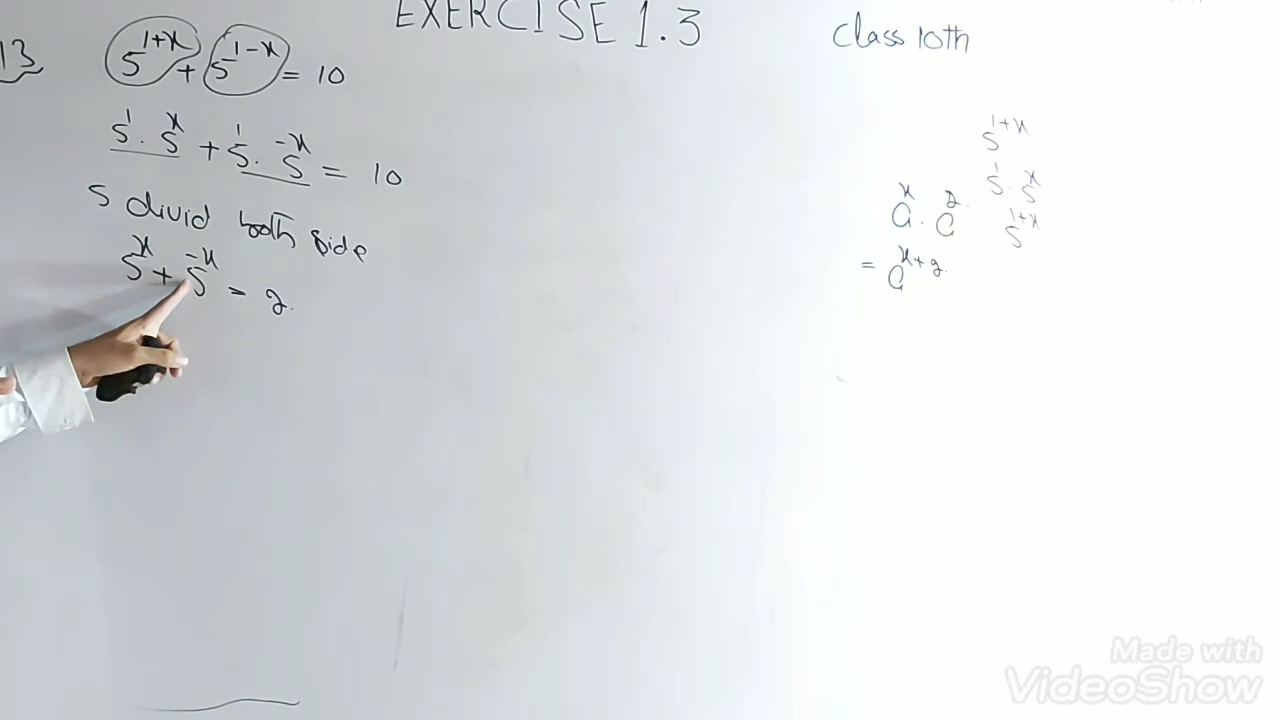 EXERCISE 1.3
Class 10th
13
5^{1+x} + 5^{1-x} = 10
5^1 . 5^x + 5^1 . 5^{-x} = 10
5 divid both side
5^x + 5^{-x} = 2.
5^{1+x}
5^1 . 5^x
a^x . a^2.
5^{1+x}
= a^{x+2}.
Made with
VideoShow